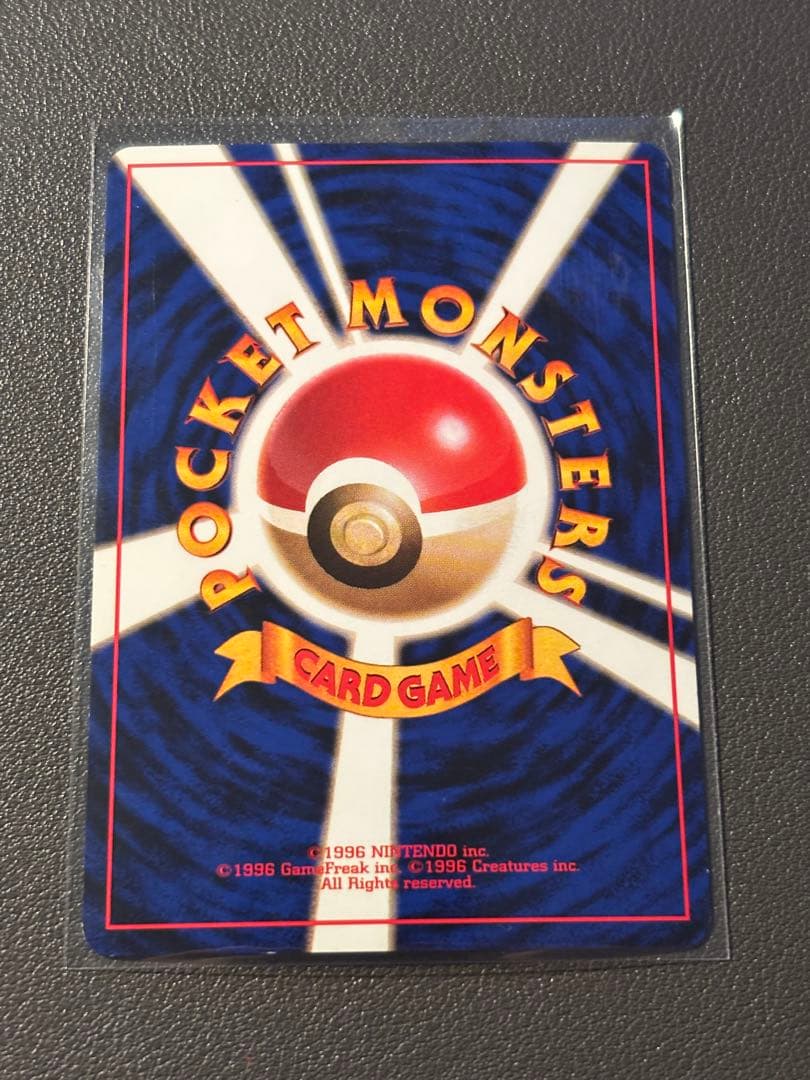 POCKET MONSTERS
CARD GAME
©1996 NINTENDO inc.
©1996 GameFreak inc. ©1996 Creatures inc.
All Rights reserved.